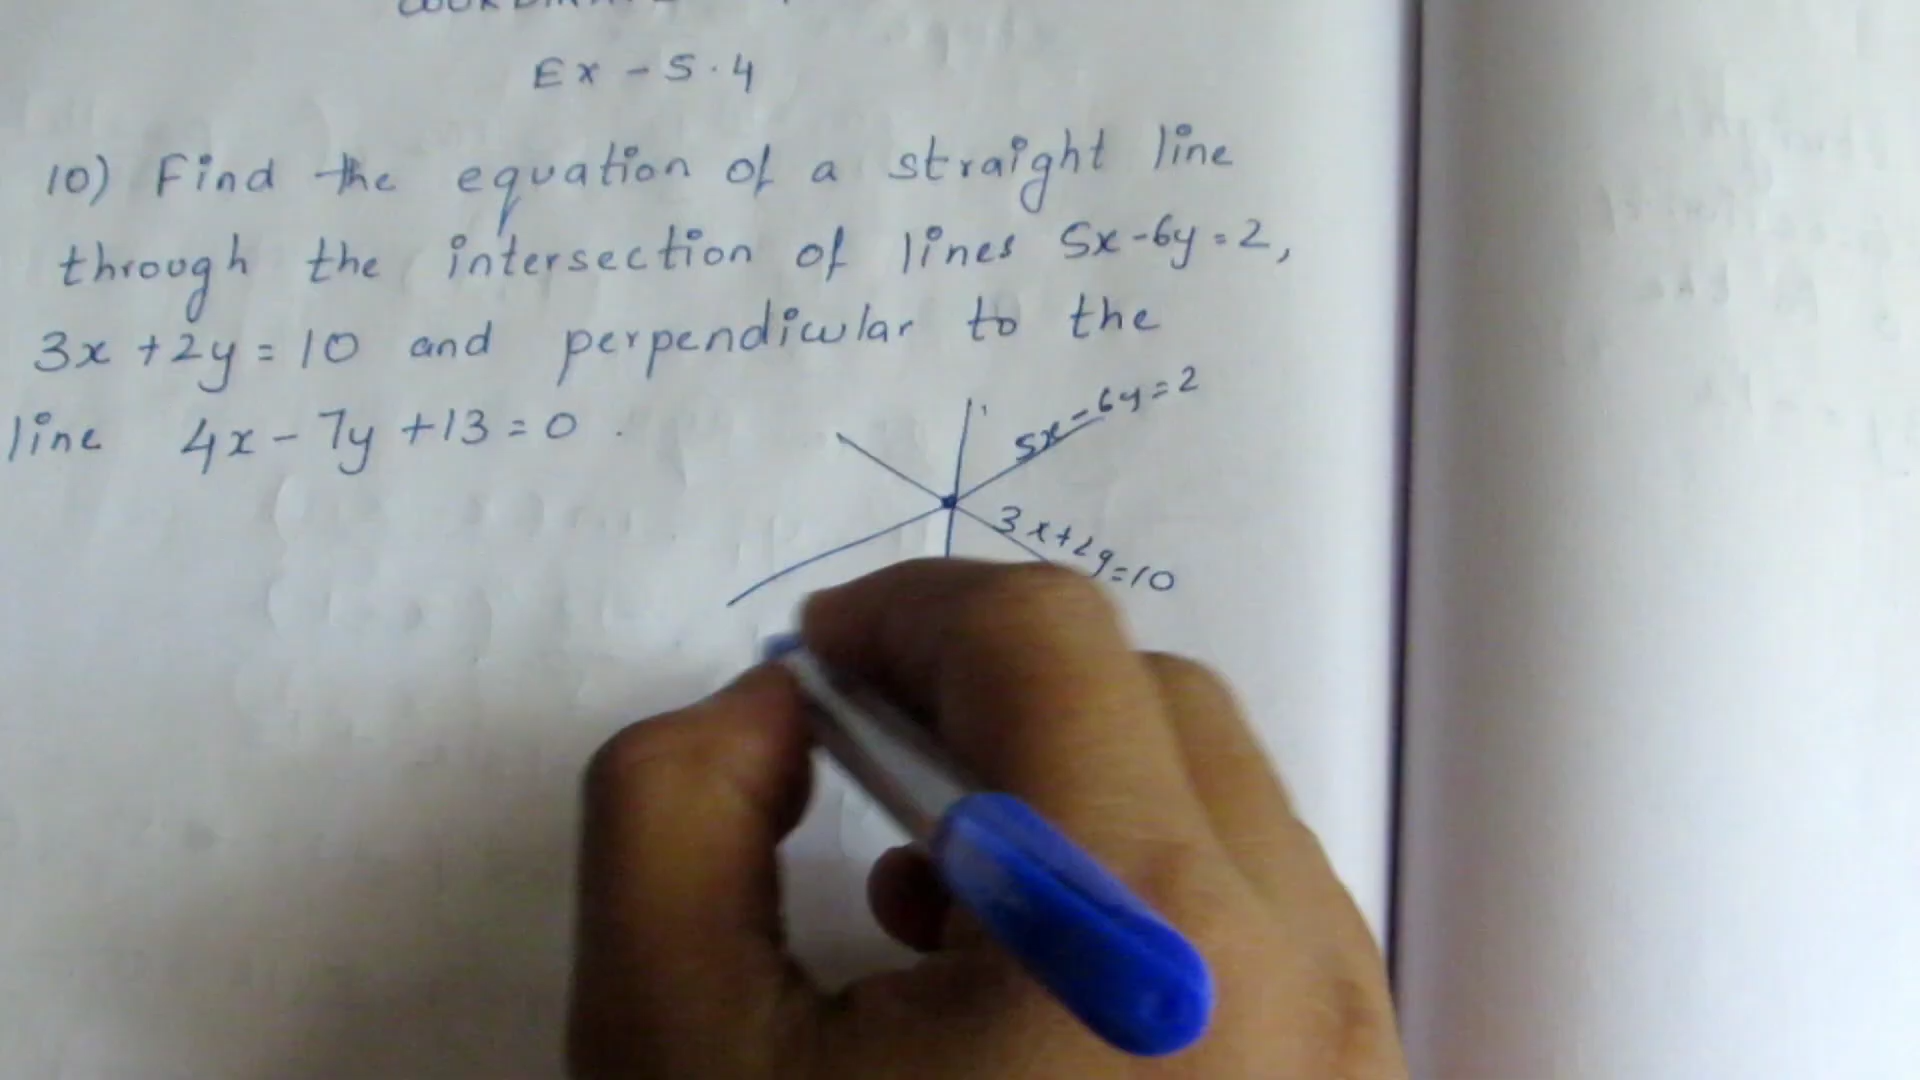 Ex - 5.4
10) Find the equation of a straight line
through the intersection of lines 5x-6y=2,
3x+2y=10 and perpendicular to the
line 4x-7y+13=0.
5x-6y=2
3x+2y=10